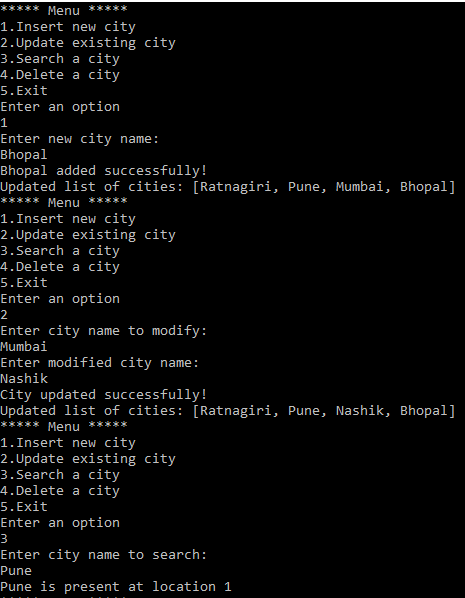 ***** Menu *****
1.Insert new city
2.Update existing city
3.Search a city
4.Delete a city
5.Exit
Enter an option
1
Enter new city name:
Bhopal
Bhopal added successfully!
Updated list of cities: [Ratnagiri, Pune, Mumbai, Bhopal]
***** Menu *****
1.Insert new city
2.Update existing city
3.Search a city
4.Delete a city
5.Exit
Enter an option
2
Enter city name to modify:
Mumbai
Enter modified city name:
Nashik
City updated successfully!
Updated list of cities: [Ratnagiri, Pune, Nashik, Bhopal]
***** Menu *****
1.Insert new city
2.Update existing city
3.Search a city
4.Delete a city
5.Exit
Enter an option
3
Enter city name to search:
Pune
Pune is present at location 1